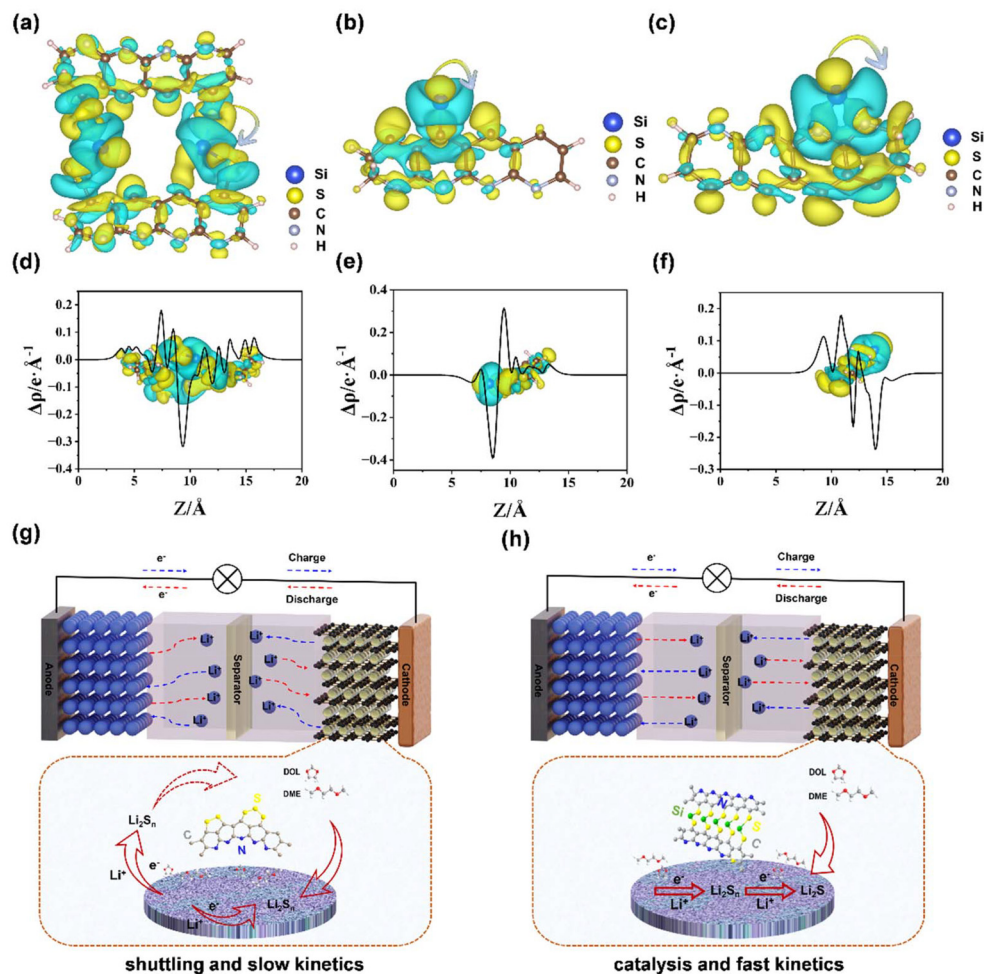 (a)
Si
S
C
N
H
(b)
Si
S
C
N
H
(c)
Si
S
C
N
H
(d)
Δρ/e·Å⁻¹
0.2
0.1
0.0
−0.1
−0.2
−0.3
−0.4
0
5
10
15
20
Z/Å
(e)
Δρ/e·Å⁻¹
0.4
0.2
0.0
−0.2
−0.4
0
5
10
15
20
Z/Å
(f)
Δρ/e·Å⁻¹
0.2
0.1
0.0
−0.1
−0.2
−0.3
0
5
10
15
20
Z/Å
(g)
e⁻
e⁻
Charge
Discharge
Anode
Li⁺
Li⁺
Li⁺
Li⁺
Li⁺
Separator
Li⁺
Li⁺
Li⁺
Li⁺
Cathode
DOL
DME
S
C
N
Li₂Sₙ
Li⁺
e⁻
e⁻
Li⁺
Li₂Sₙ
shuttling and slow kinetics
(h)
e⁻
e⁻
Charge
Discharge
Anode
Li⁺
Li⁺
Li⁺
Li⁺
Li⁺
Separator
Li⁺
Li⁺
Li⁺
Li⁺
Cathode
DOL
DME
Si
N
S
C
e⁻
Li⁺
Li₂Sₙ
e⁻
Li⁺
Li₂S
catalysis and fast kinetics